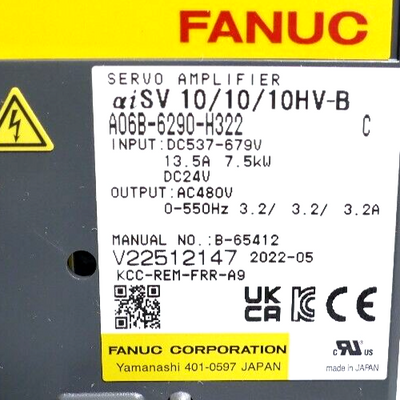 FANUC
SERVO AMPLIFIER
αiSV 10/10/10HV-B
A06B-6290-H322 C
INPUT:DC537-679V
13.5A 7.5kW
DC24V
OUTPUT:AC480V
0-550Hz 3.2/ 3.2/ 3.2A
MANUAL NO.:B-65412
V22512147 2022-05
KCC-REM-FRR-A9
UK CA
FANUC CORPORATION
Yamanashi 401-0597 JAPAN
c RU us
made in JAPAN